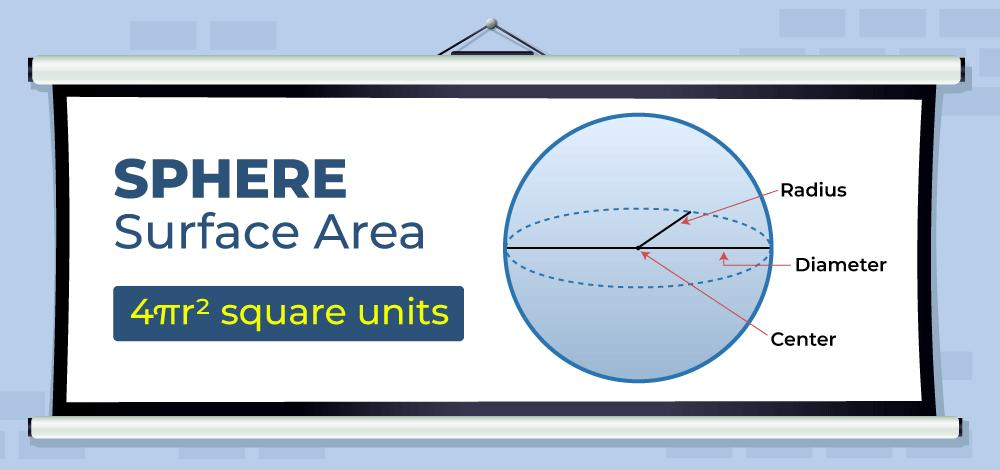 SPHERE
Surface Area
4πr² square units
Radius
Diameter
Center